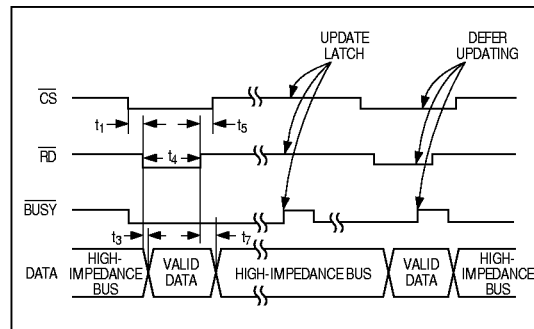 UPDATE
LATCH
DEFER
UPDATING
CS
t1
t5
RD
t4
BUSY
t3
t7
DATA
HIGH-
IMPEDANCE
BUS
VALID
DATA
HIGH-IMPEDANCE BUS
VALID
DATA
HIGH-
IMPEDANCE
BUS